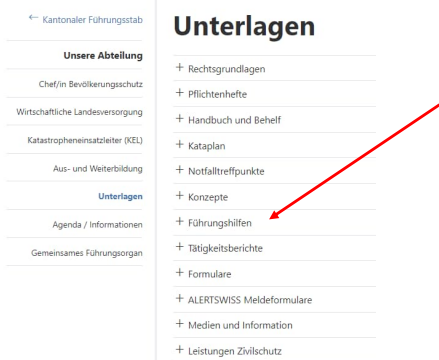 ← Kantonaler Führungsstab
Unsere Abteilung
Chef/in Bevölkerungsschutz
Wirtschaftliche Landesversorgung
Katastropheneinsatzleiter (KEL)
Aus- und Weiterbildung
Unterlagen
Agenda / Informationen
Gemeinsames Führungsorgan
Unterlagen
+ Rechtsgrundlagen
+ Pflichtenhefte
+ Handbuch und Behelf
+ Kataplan
+ Notfalltreffpunkte
+ Konzepte
+ Führungshilfen
+ Tätigkeitsberichte
+ Formulare
+ ALERTSWISS Meldeformulare
+ Medien und Information
+ Leistungen Zivilschutz